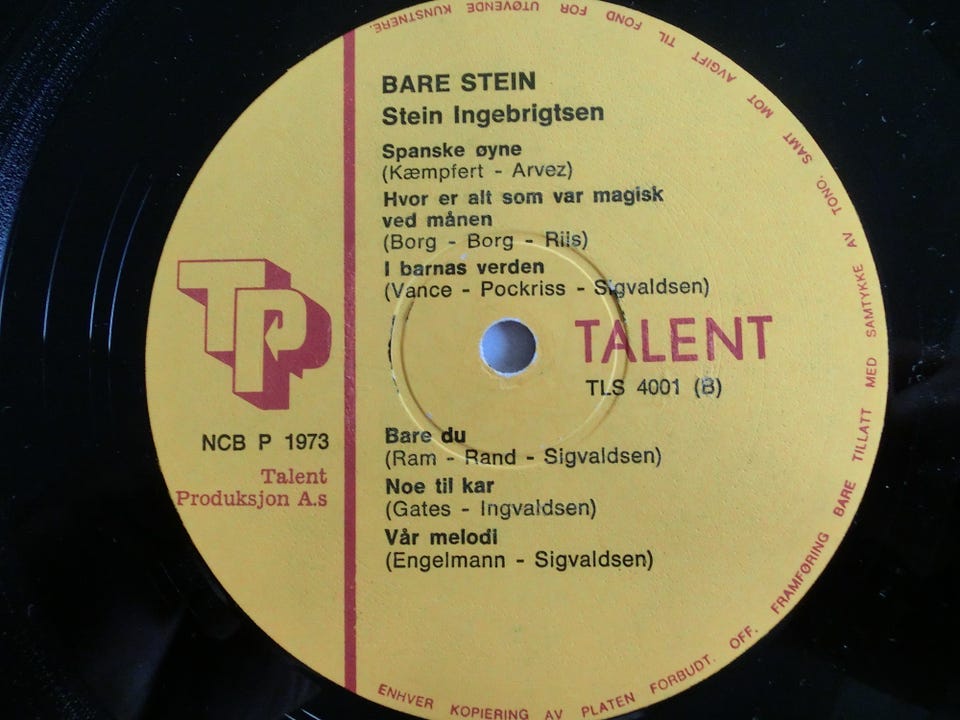 BARE STEIN
Stein Ingebrigtsen
Spanske øyne
(Kæmpfert - Arvez)
Hvor er alt som var magisk
ved månen
(Borg - Borg - Riis)
I barnas verden
(Vance - Pockriss - Sigvaldsen)
TP
TALENT
TLS 4001 (B)
NCB P 1973
Talent
Produksjon A.s
Bare du
(Ram - Rand - Sigvaldsen)
Noe til kar
(Gates - Ingvaldsen)
Vår melodi
(Engelmann - Sigvaldsen)
ENHVER KOPIERING AV PLATEN FORBUDT. OFF. FRAMFØRING BARE TILLATT MED SAMTYKKE AV TONO, SAMT MOT AVGIFT TIL FOND FOR UTØVENDE KUNSTNERE.